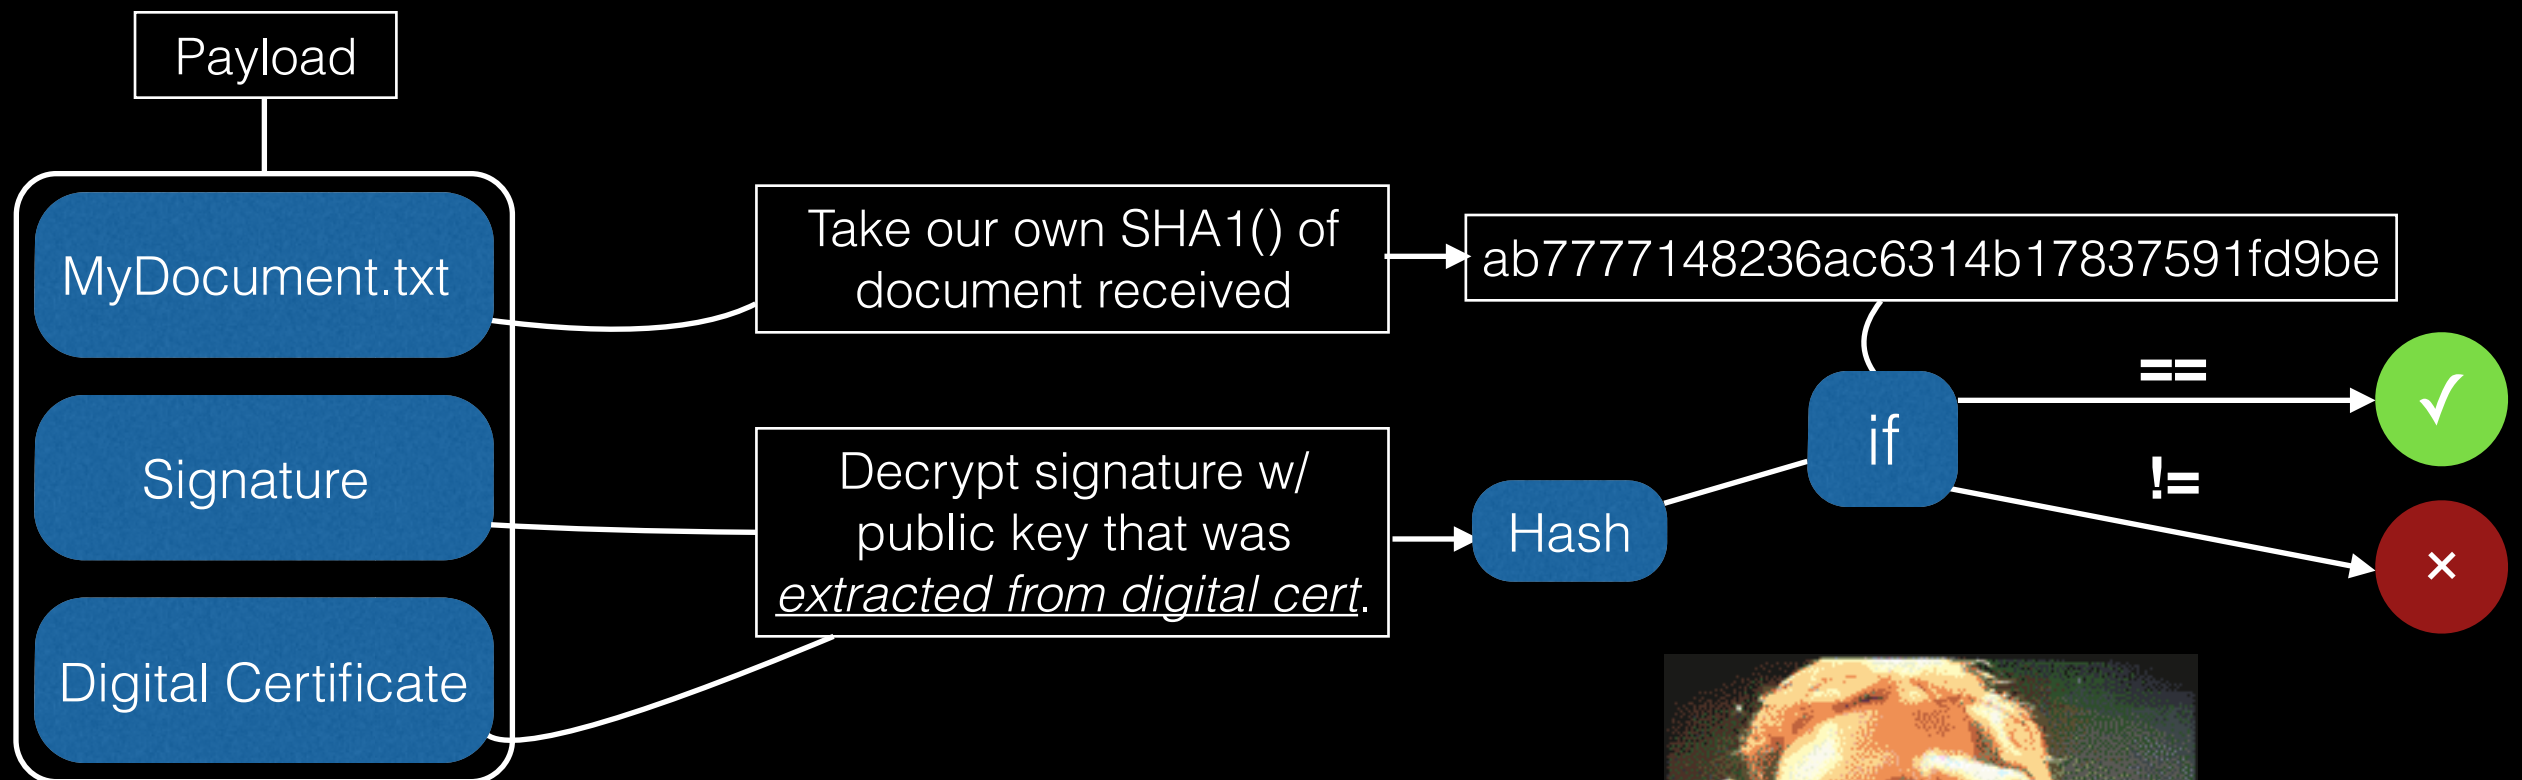 Payload
MyDocument.txt
Signature
Digital Certificate
Take our own SHA1() of
document received
Decrypt signature w/
public key that was
extracted from digital cert.
ab7777148236ac6314b17837591fd9be
Hash
if
==
!=
✓
×